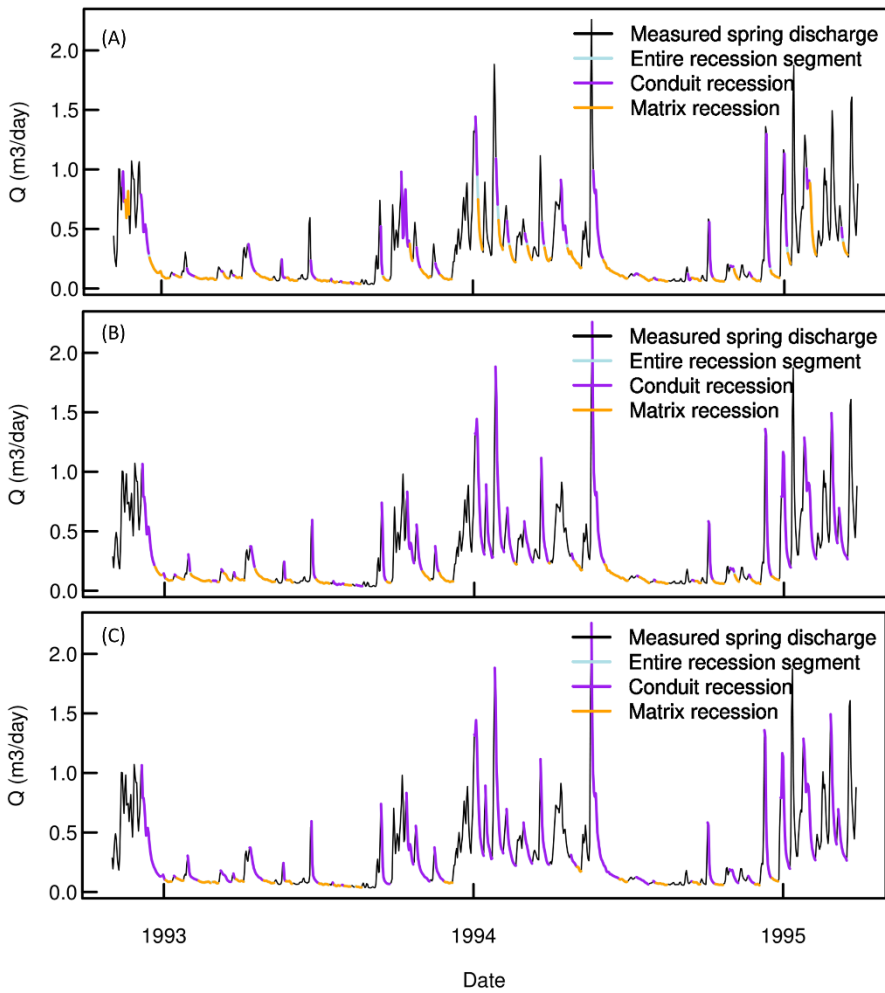 (A)
Measured spring discharge
Entire recession segment
Conduit recession
Matrix recession
Q (m3/day)
2.0
1.5
1.0
0.5
0.0
(B)
Measured spring discharge
Entire recession segment
Conduit recession
Matrix recession
Q (m3/day)
2.0
1.5
1.0
0.5
0.0
(C)
Measured spring discharge
Entire recession segment
Conduit recession
Matrix recession
Q (m3/day)
2.0
1.5
1.0
0.5
0.0
1993 1994 1995
Date